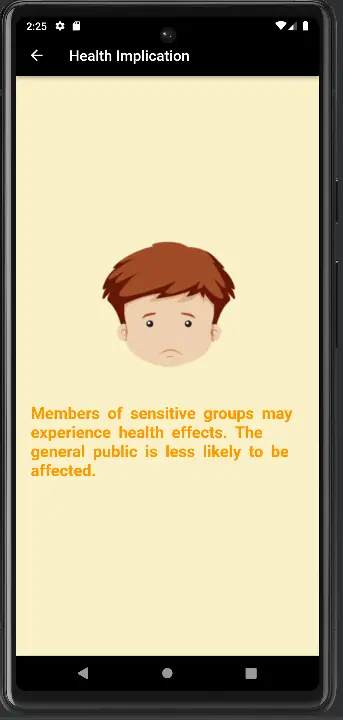 2:25
Health Implication
Members of sensitive groups may
experience health effects. The
general public is less likely to be
affected.